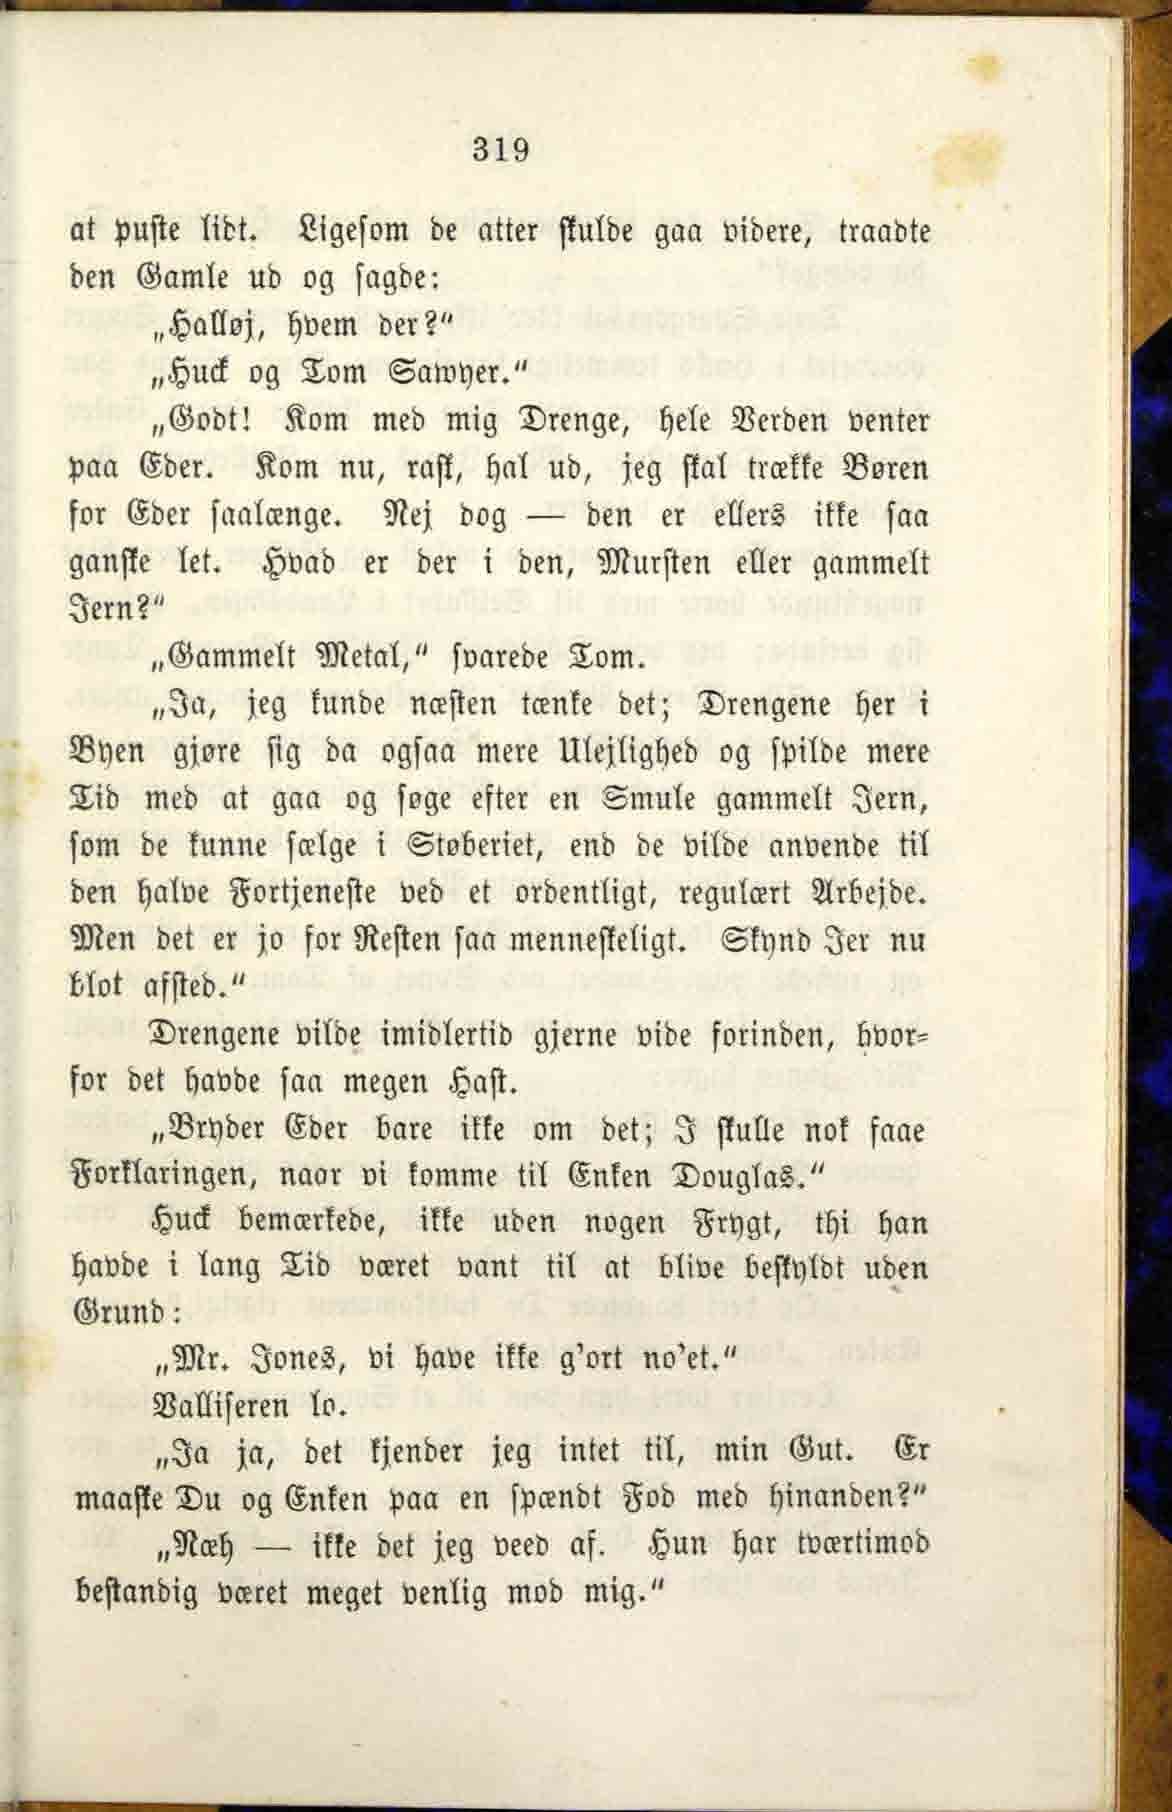 319
at puste lidt. Ligesom de atter skulde gaa videre, traadte
den Gamle ud og sagde:
„Halløj, hvem der?“
„Huck og Tom Sawyer.“
„Godt! Kom med mig Drenge, hele Verden venter
paa Eder. Kom nu, rask, hal ud, jeg skal trække Børen
for Eder saalænge. Nej dog — den er ellers ikke saa
ganske let. Hvad er der i den, Mursten eller gammelt
Jern?“
„Gammelt Metal,“ svarede Tom.
„Ja, jeg kunde næsten tænke det; Drengene her i
Byen gjøre sig da ogsaa mere Ulejlighed og spilde mere
Tid med at gaa og søge efter en Smule gammelt Jern,
som de kunne sælge i Støberiet, end de vilde anvende til
den halve Fortjeneste ved et ordentligt, regulært Arbejde.
Men det er jo for Resten saa menneskeligt. Skynd Jer nu
blot afsted.“
Drengene vilde imidlertid gjerne vide forinden, hvor-
for det havde saa megen Hast.
„Bryder Eder bare ikke om det; I skulle nok faae
Forklaringen, naar vi komme til Enken Douglas.“
Huck bemærkede, ikke uden nogen Frygt, thi han
havde i lang Tid været vant til at blive beskyldt uden
Grund:
„Mr. Jones, vi have ikke g’ort no’et.“
Valliseren lo.
„Ja ja, det kjender jeg intet til, min Gut. Er
maaske Du og Enken paa en spændt Fod med hinanden?“
„Næh — ikke det jeg veed af. Hun har tværtimod
bestandig været meget venlig mod mig.“